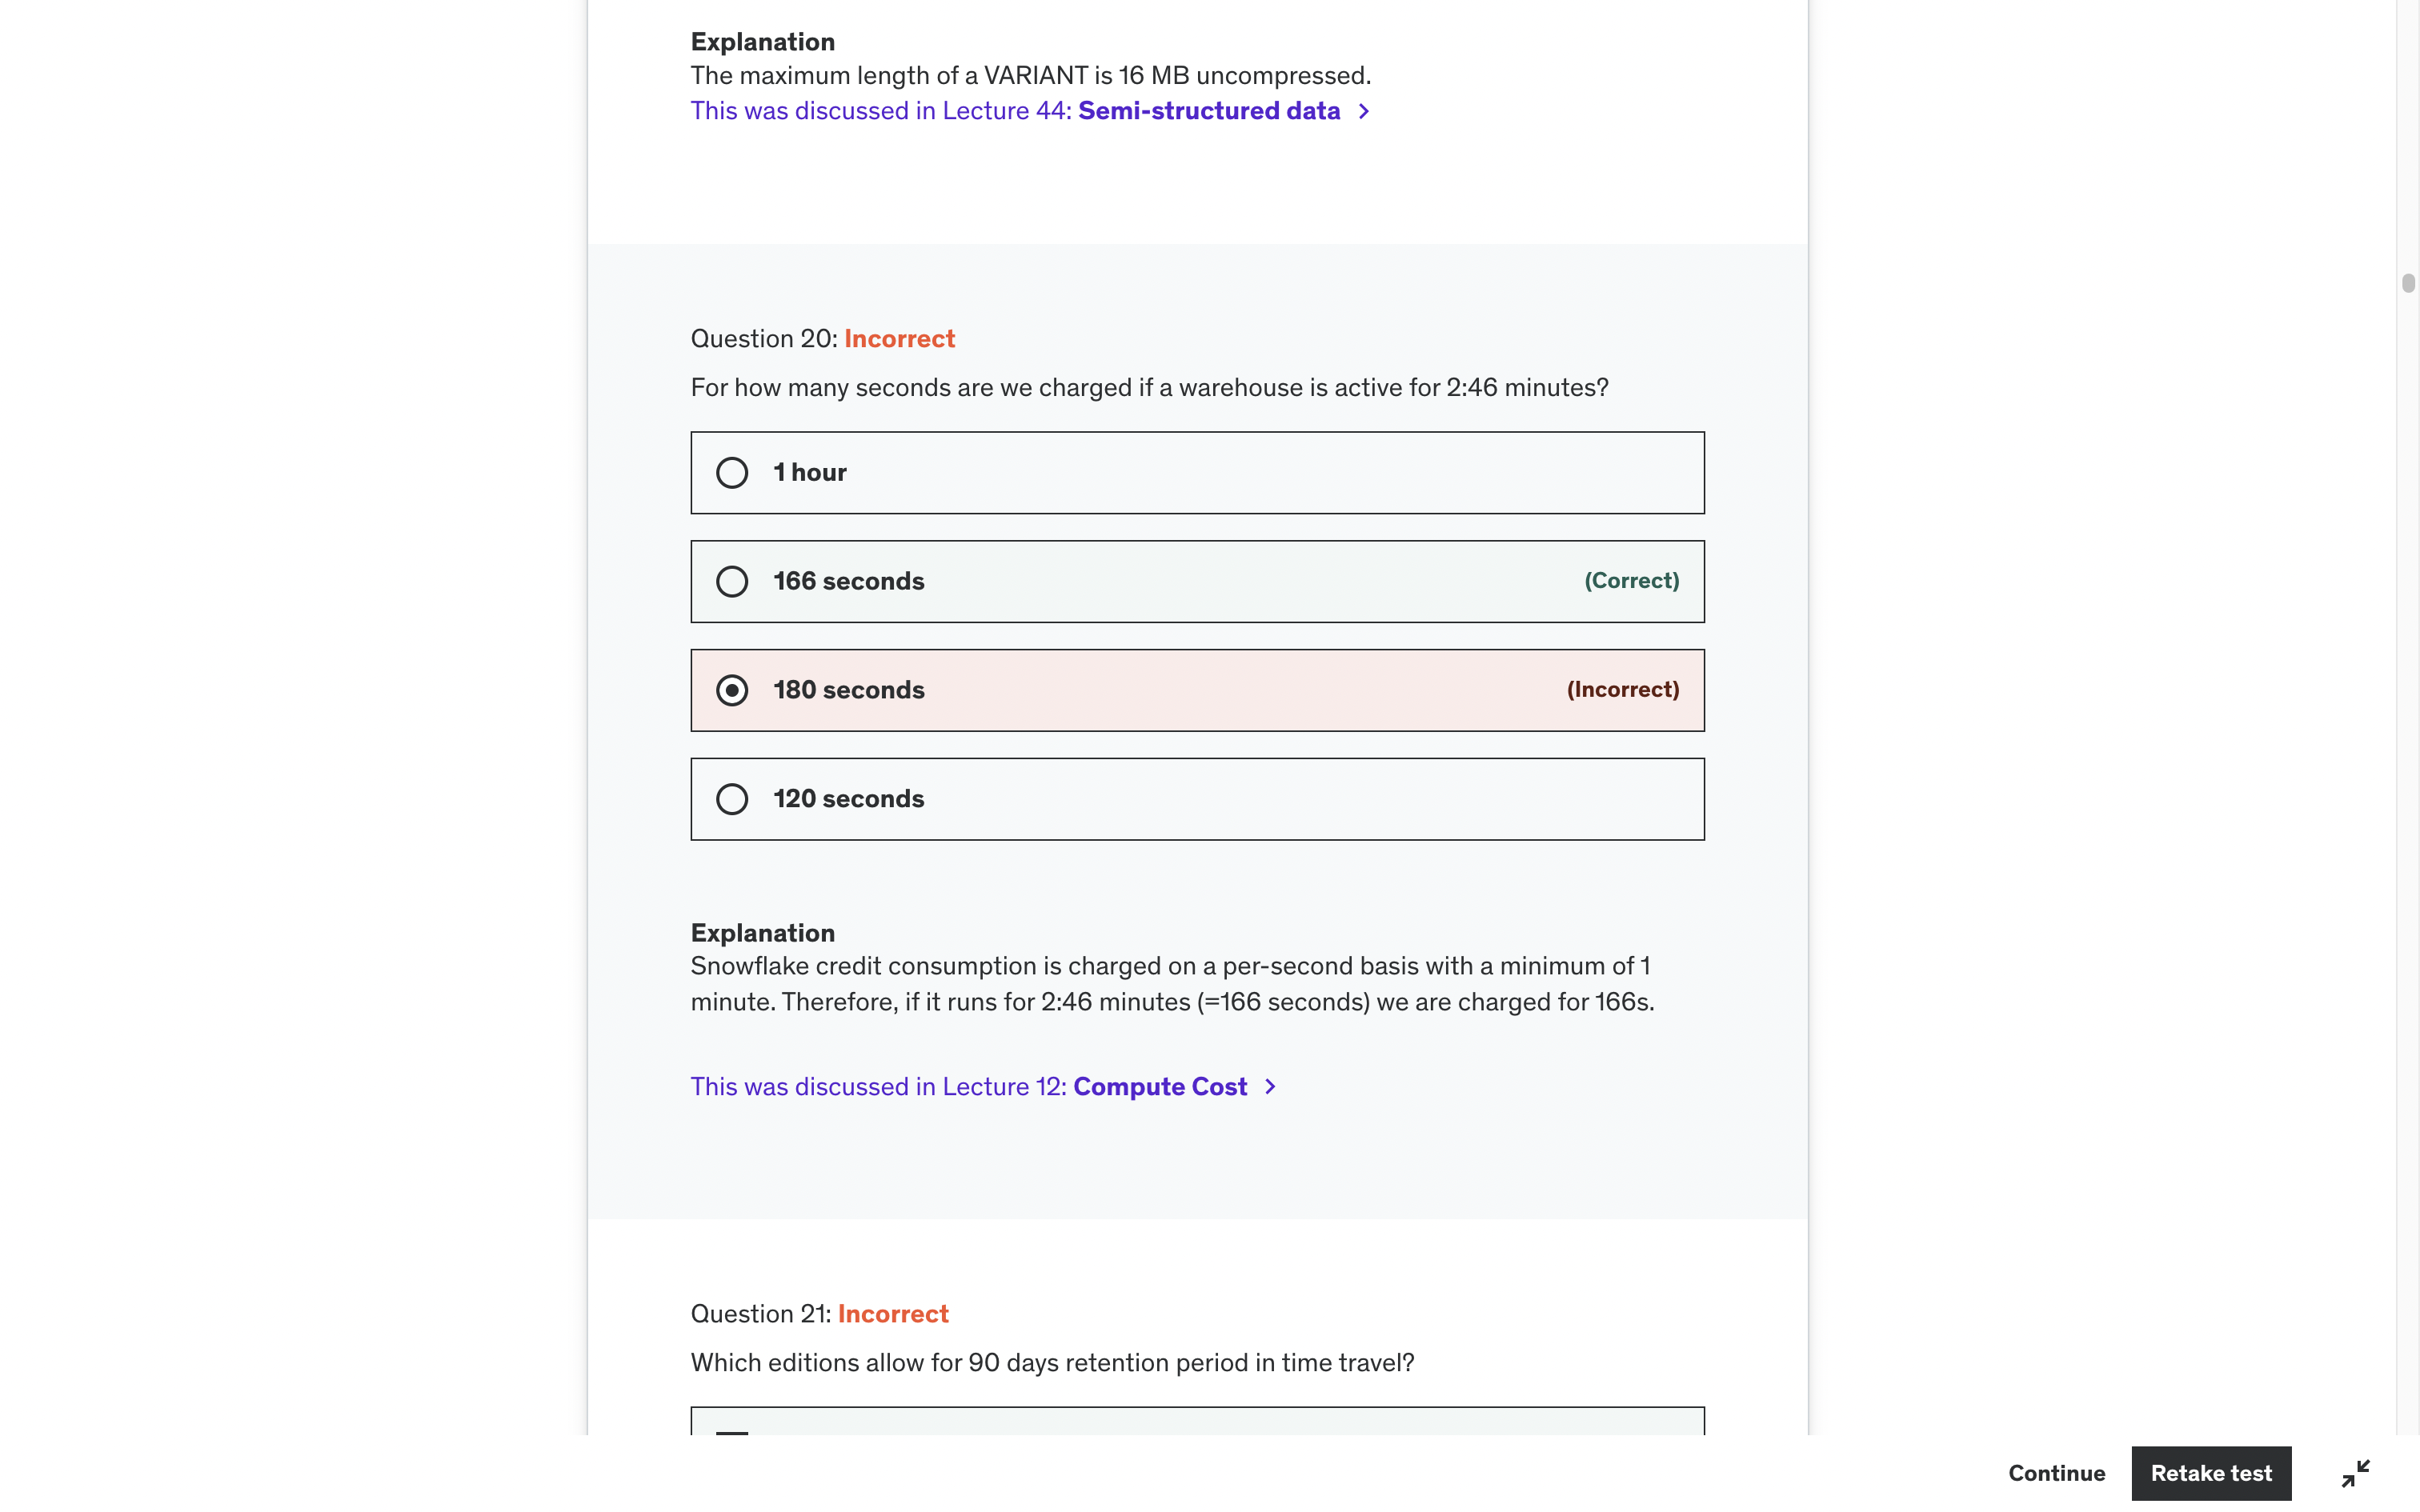 Explanation
The maximum length of a VARIANT is 16 MB uncompressed.
This was discussed in Lecture 44: Semi-structured data
Question 20: Incorrect
For how many seconds are we charged if a warehouse is active for 2:46 minutes?
1 hour
166 seconds (Correct)
180 seconds (Incorrect)
120 seconds
Explanation
Snowflake credit consumption is charged on a per-second basis with a minimum of 1
minute. Therefore, if it runs for 2:46 minutes (=166 seconds) we are charged for 166s.
This was discussed in Lecture 12: Compute Cost
Question 21: Incorrect
Which editions allow for 90 days retention period in time travel?
Continue Retake test